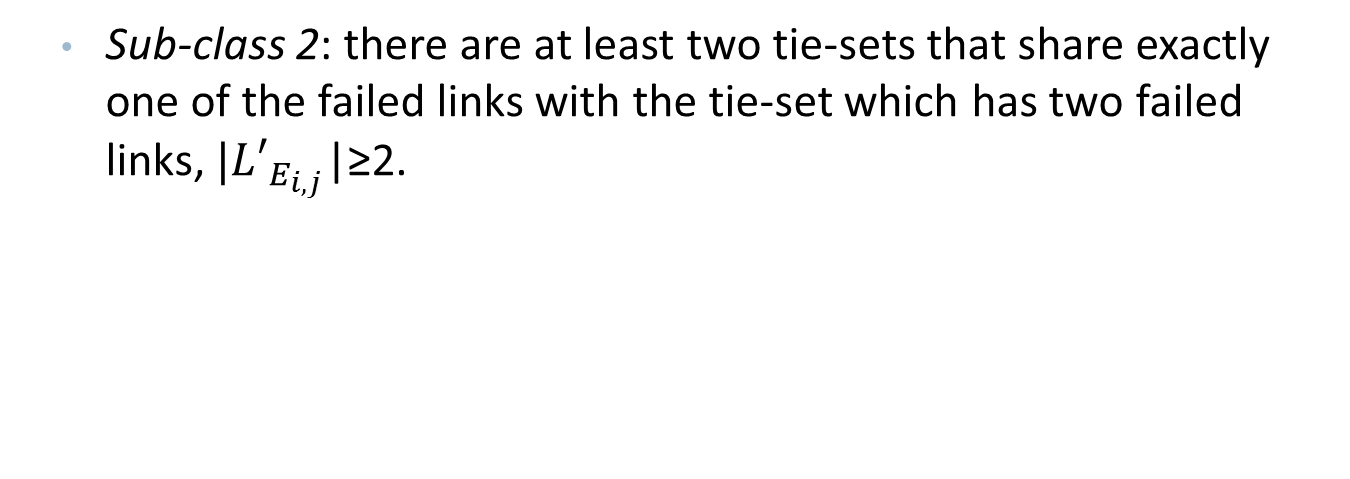 • Sub-class 2: there are at least two tie-sets that share exactly
one of the failed links with the tie-set which has two failed
links, |L′Ei,j|≥2.